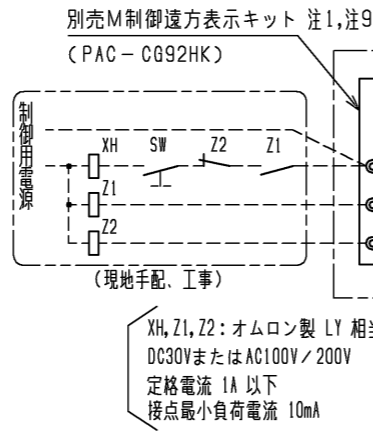 別売M制御遠方表示キット 注1,注9
(PAC-CG92HK)
制御用電源
XH SW Z2 Z1
Z1
Z2
(現地手配、工事)
XH,Z1,Z2:オムロン製 LY 相当
DC30VまたはAC100V/200V
定格電流 1A 以下
接点最小負荷電流 10mA